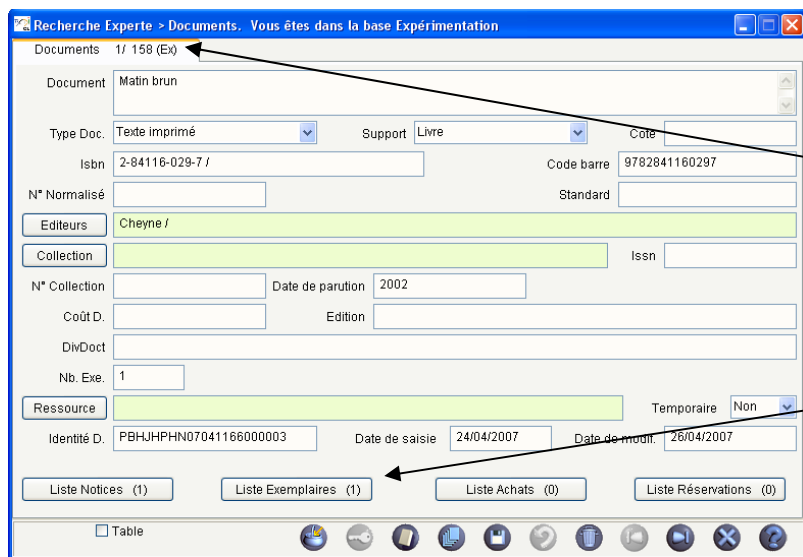 Recherche Experte > Documents.  Vous êtes dans la base Expérimentation
Documents 1/ 158 (Ex)
Document Matin brun
Type Doc. Texte imprimé Support Livre Cote
Isbn 2-84116-029-7 / Code barre 9782841160297
N° Normalisé Standard
Editeurs Cheyne /
Collection Issn
N° Collection Date de parution 2002
Coût D. Edition
DivDoct
Nb. Exe. 1
Ressource Temporaire Non
Identité D. PBHJHPHN07041166000003 Date de saisie 24/04/2007 Date de modif. 26/04/2007
Liste Notices (1) Liste Exemplaires (1) Liste Achats (0) Liste Réservations (0)
Table